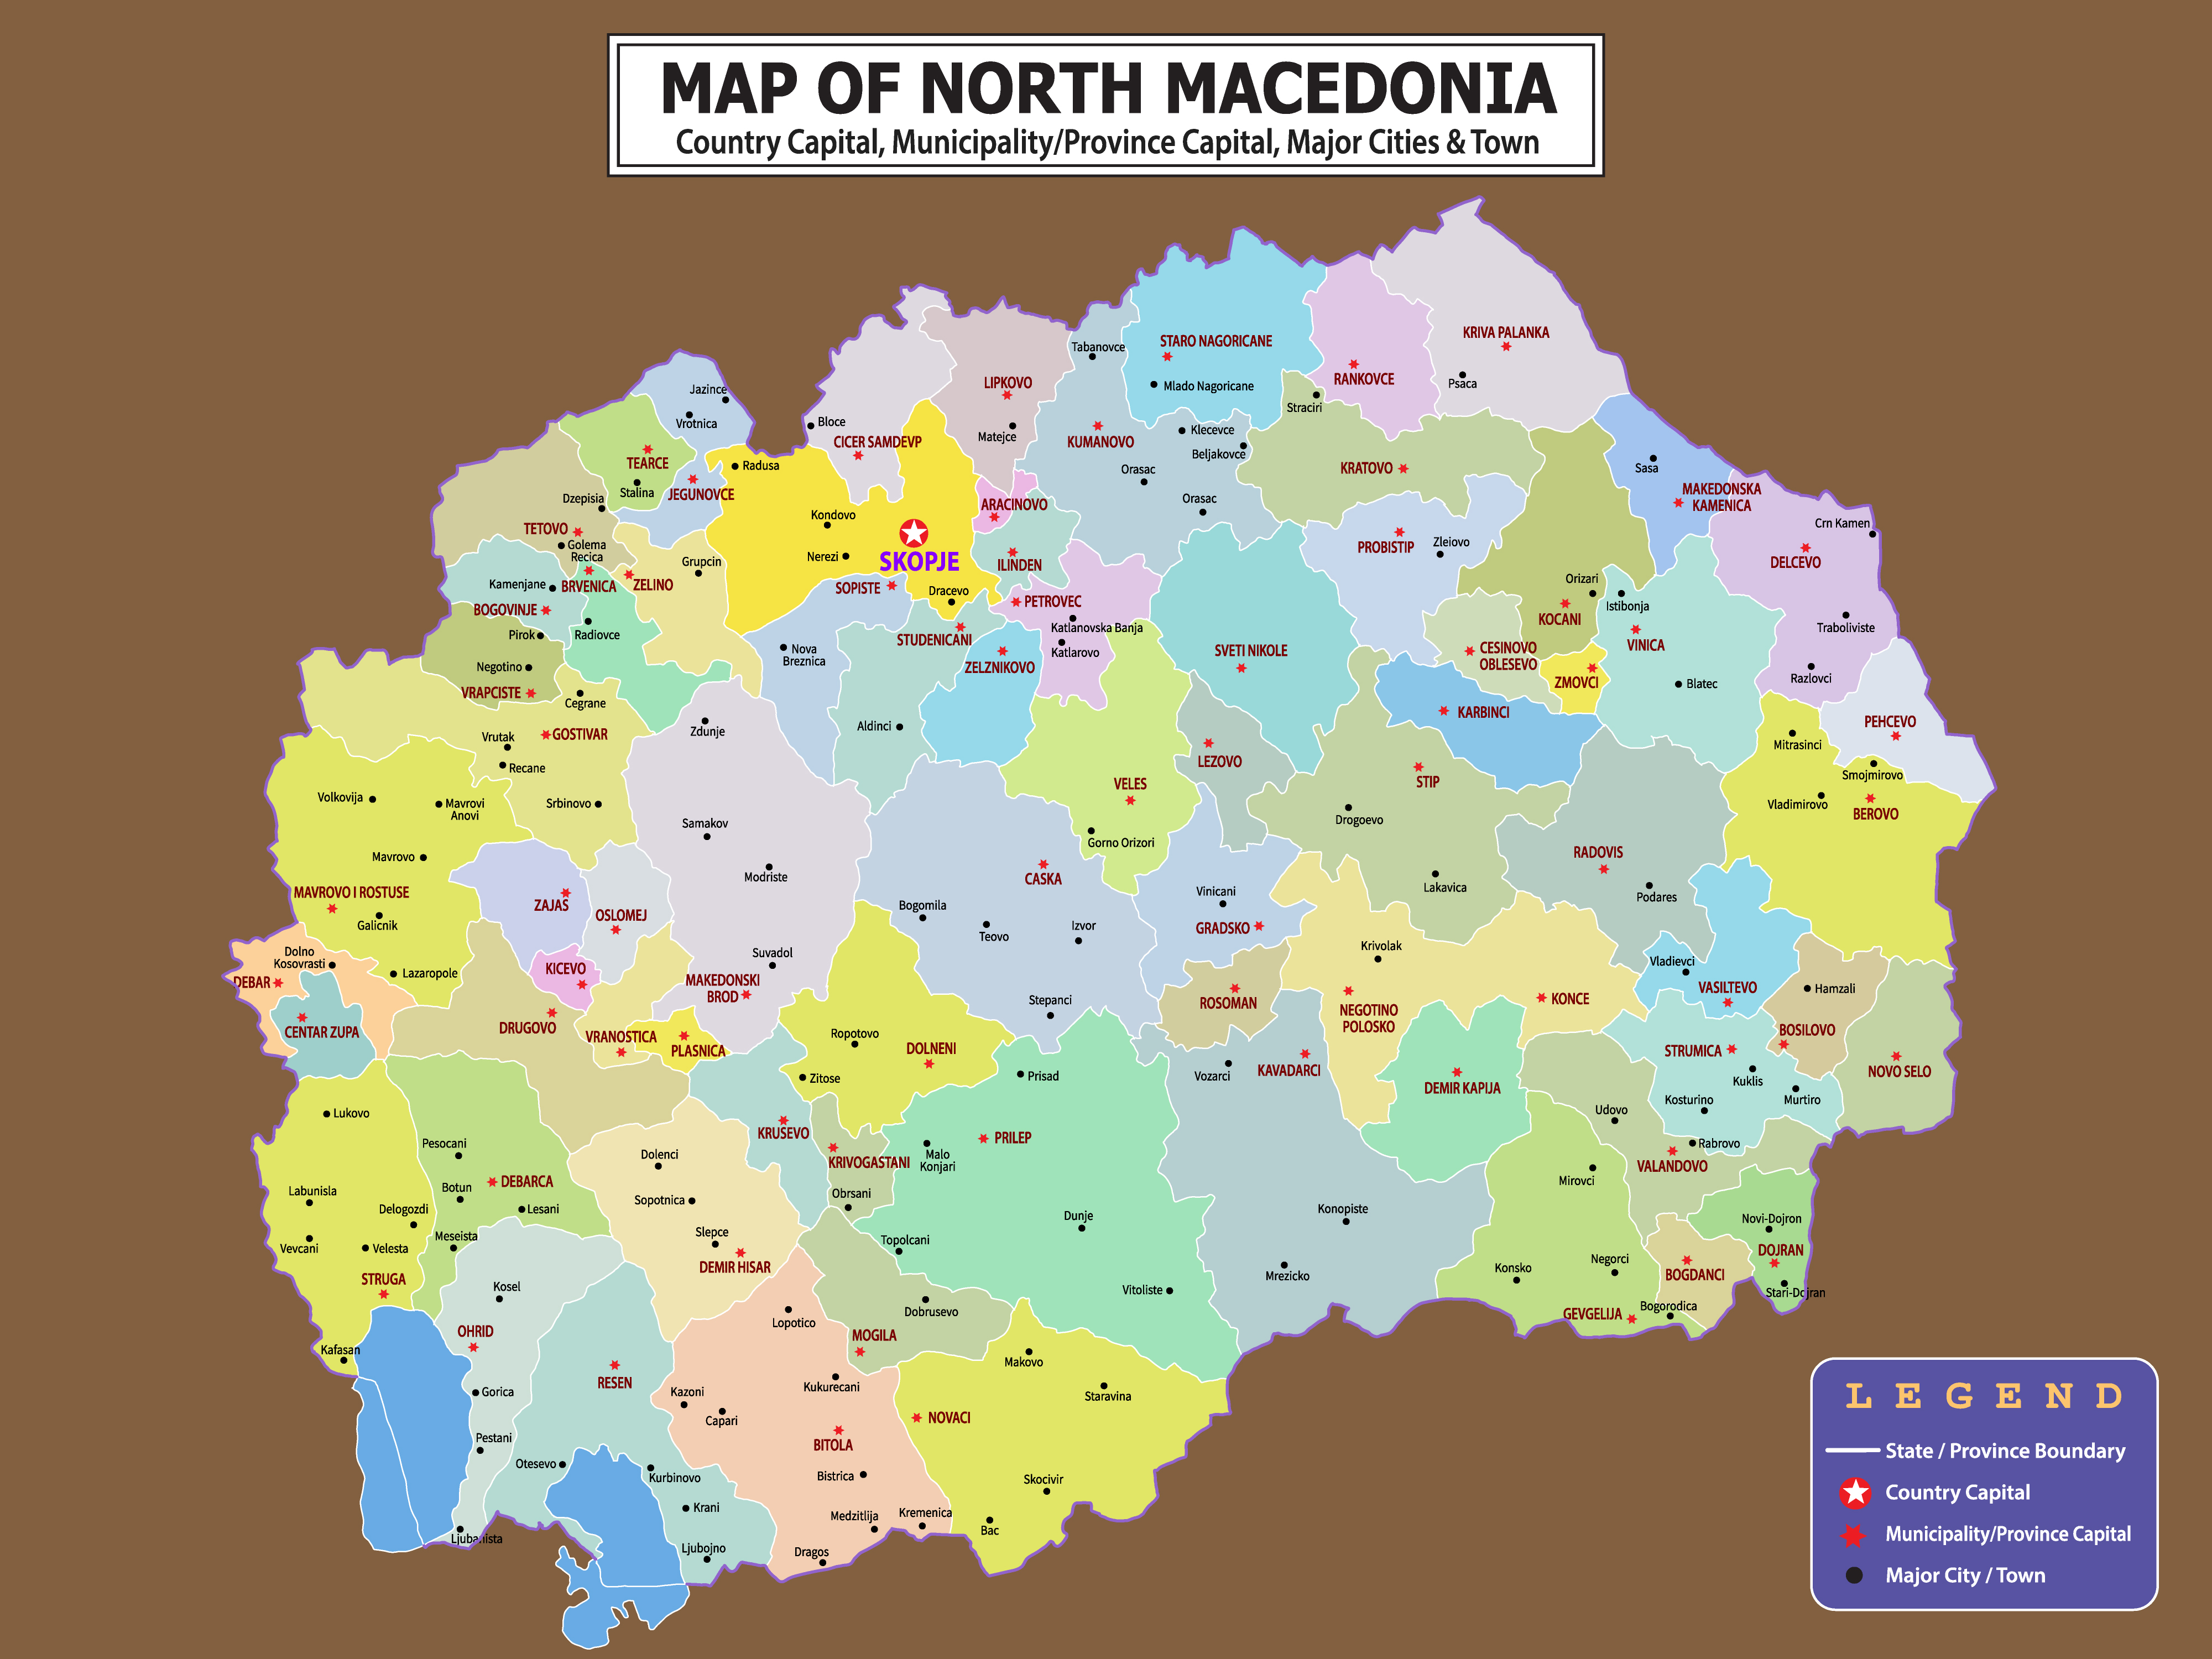 MAP OF NORTH MACEDONIA
Country Capital, Municipality/Province Capital, Major Cities & Town
KRIVA PALANKA
Psaca
STARO NAGORICANE
Mlado Nagoricane
RANKOVCE
Straciri
Tabanovce
LIPKOVO
Matejce
KUMANOVO
Klecevce
Beljakovce
Orasac
Orasac
KRATOVO
Jazince
Vrotnica
Bloce
CICER SAMDEVP
TEARCE
Stalina
JEGUNOVCE
Radusa
Sasa
MAKEDONSKA
KAMENICA
Dzepisia
TETOVO
Golema
Recica
Kondovo
Nerezi
SKOPJE
ARACINOVO
ILINDEN
PROBISTIP
Zleiovo
Crn Kamen
DELCEVO
Traboliste
Razlovci
Kamenjane
BRVENICA
ZELINO
Grupcin
SOPISTE
Dracevo
PETROVEC
Katlanovska Banja
Katlarovo
BOGOVINJE
Pirok
Radiovce
STUDENICANI
ZELZNIKOVO
SVETI NIKOLE
CESINOVO
OBLESEVO
Orizari
KOCANI
Istibonja
VINICA
ZMOVCI
Blatec
Nova
Breznica
Negotino
VRAPCISTE
Cegrane
GOSTIVAR
Vrutak
Recane
Srbinovo
Zdunje
Aldinci
KARBINCI
LEZOVO
STIP
PEHCEVO
Mitrasinci
Smojmirovo
Vladimirovo
BEROVO
Volkovija
Mavrovi
Anovi
Mavrovo
MAVROVO I ROSTUSE
Galicnik
Lazaropole
Samakov
Modriste
Suvadol
VELES
Gorno Orizori
Drogoevo
Lakavica
RADOVIS
Podares
CASKA
Bogomila
Teovo
Izvor
Stepanci
Vinicani
GRADSKO
ZAJAS
OSLOMEJ
KICEVO
MAKEDONSKI
BROD
Dolno
Kosovrasti
DEBAR
CENTAR ZUPA
DRUGOVO
VRANOSTICA
PLASNICA
Krivolak
NEGOTINO
POLOSKO
ROSOMAN
KONCE
Vladievci
VASILTEVO
Hamzali
BOSILOVO
STRUMICA
Kuklis
Murtiro
Kosturino
NOVO SELO
Ropotovo
DOLNENI
Zitose
Prisad
Vozarci
KAVADARCI
DEMIR KAPIJA
Udovo
Rabrovo
VALANDOVO
Mirovci
Lukovo
Pesocani
Botun
DEBARCA
Lesani
Meseista
Delogozdi
Labunisla
Vevcani
Velesta
STRUGA
KRUSEVO
KRIVOGASTANI
Obrsani
Malo
Konjari
PRILEP
Dolenci
Sopotnica
Slepce
DEMIR HISAR
Dunje
Topolcani
Vitoliste
Konopiste
Mrezicko
Novi-Dojron
DOJRAN
Stari-Dojran
Negorci
Konsko
BOGDANCI
GEVGELIJA
Bogorodica
Kosel
OHRID
Kafasan
Gorica
Pestani
Ljubanista
RESEN
Otesevo
Kurbinovo
Krani
Ljubojno
Lopotico
Dobrusevo
MOGILA
Kukurecani
Kazoni
Capari
BITOLA
Bistrica
Medzitlija
Kremenica
Dragos
Makovo
Staravina
NOVACI
Skocivir
Bac
LEGEND
State / Province Boundary
Country Capital
Municipality/Province Capital
Major City / Town